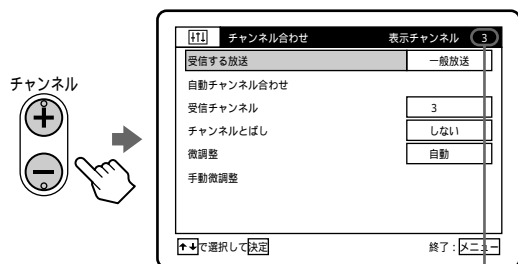 チャンネル
チャンネル合わせ 表示チャンネル 3
受信する放送 一般放送
自動チャンネル合わせ
受信チャンネル 3
チャンネルとばし しない
微調整 自動
手動微調整
↑↓で選択して決定 終了:メニュー